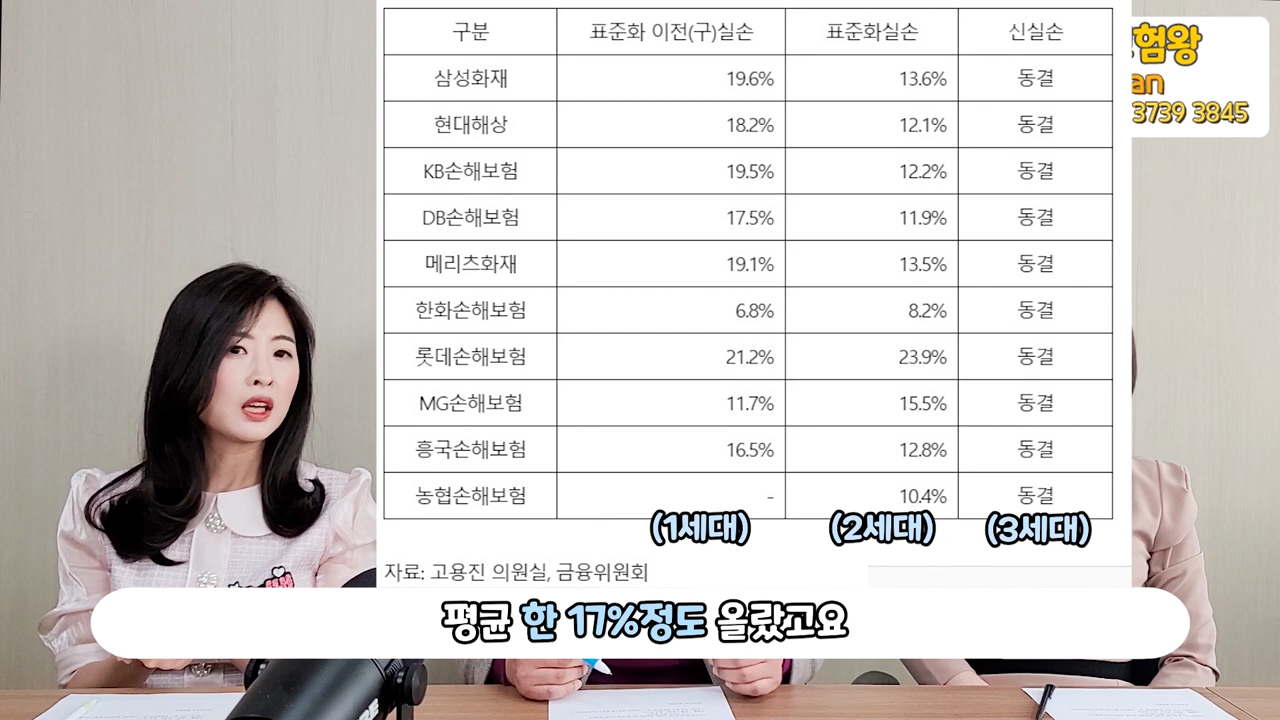 구분 표준화 이전(구)실손 표준화실손 신실손
삼성화재 19.6% 13.6% 동결
현대해상 18.2% 12.1% 동결
KB손해보험 19.5% 12.2% 동결
DB손해보험 17.5% 11.9% 동결
메리츠화재 19.1% 13.5% 동결
한화손해보험 6.8% 8.2% 동결
롯데손해보험 21.2% 23.9% 동결
MG손해보험 11.7% 15.5% 동결
흥국손해보험 16.5% 12.8% 동결
농협손해보험 - 10.4% 동결
(1세대) (2세대) (3세대)
자료: 고용진 의원실, 금융위원회
험왕
an
3739 3845
평균 한 17%정도 올랐고요